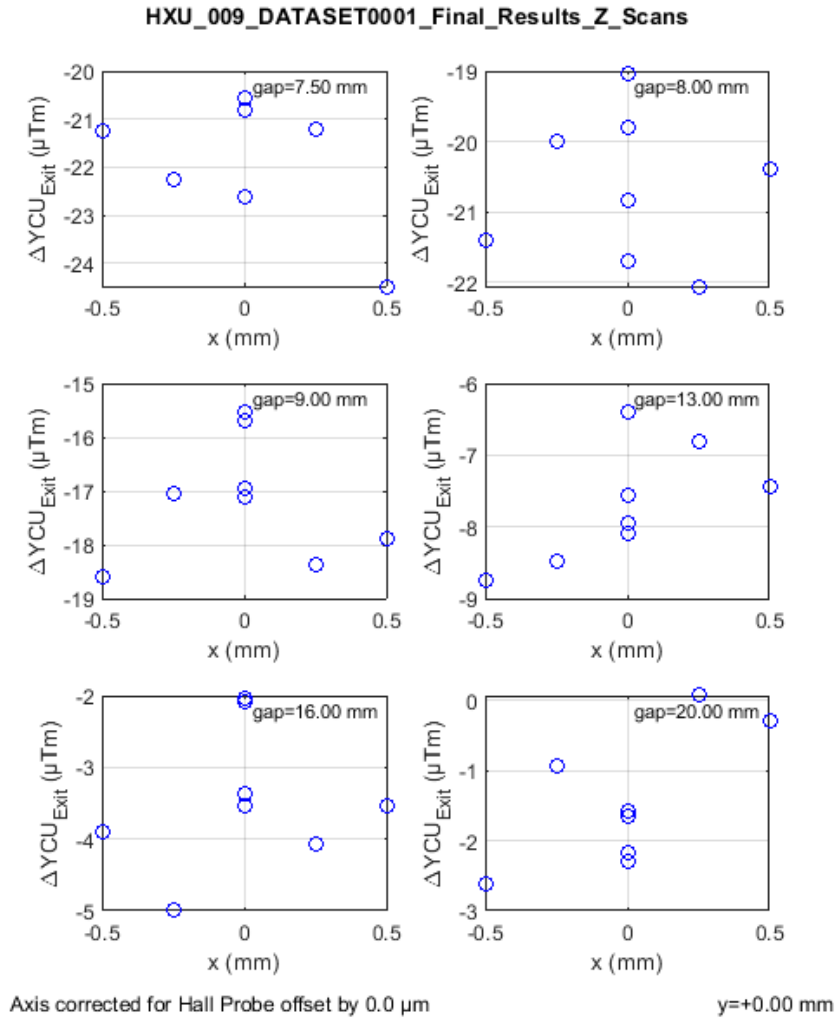 HXU_009_DATASET0001_Final_Results_Z_Scans
gap=7.50 mm
-20
-21
-22
-23
-24
-0.5 0 0.5
x (mm)
ΔYCU_Exit (µTm)
gap=8.00 mm
-19
-20
-21
-22
-0.5 0 0.5
x (mm)
ΔYCU_Exit (µTm)
gap=9.00 mm
-15
-16
-17
-18
-19
-0.5 0 0.5
x (mm)
ΔYCU_Exit (µTm)
gap=13.00 mm
-6
-7
-8
-9
-0.5 0 0.5
x (mm)
ΔYCU_Exit (µTm)
gap=16.00 mm
-2
-3
-4
-5
-0.5 0 0.5
x (mm)
ΔYCU_Exit (µTm)
gap=20.00 mm
0
-1
-2
-3
-0.5 0 0.5
x (mm)
ΔYCU_Exit (µTm)
Axis corrected for Hall Probe offset by 0.0 µm
y=+0.00 mm